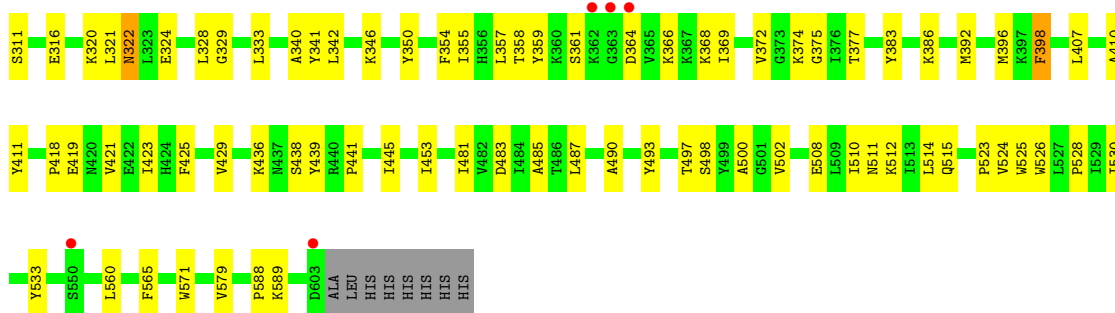 S311 E316 K320 L321 N322 L323 E324 L328 G329 L333 A340 Y341 L342 K346 Y350 F354 I355 H356 L357 T358 Y359 K360 S361 K362 G363 D364 V365 K366 K367 K368 I369 V372 G373 K374 G375 I376 T377 Y383 K386 M392 M396 K397 F398 L407
Y411 P418 E419 N420 V421 E422 I423 H424 F425 V429 K436 N437 S438 Y439 R440 P441 I445 I453 I481 V482 D483 I484 A485 T486 L487 A490 Y493 T497 S498 Y499 A500 G501 V502 E508 L509 I510 N511 K512 I513 L514 Q515 P523 V524 W525 W526 L527 P528 I529
Y533 S550 L560 F565 W571 V579 P588 K589 D603 ALA LEU HIS HIS HIS HIS HIS HIS